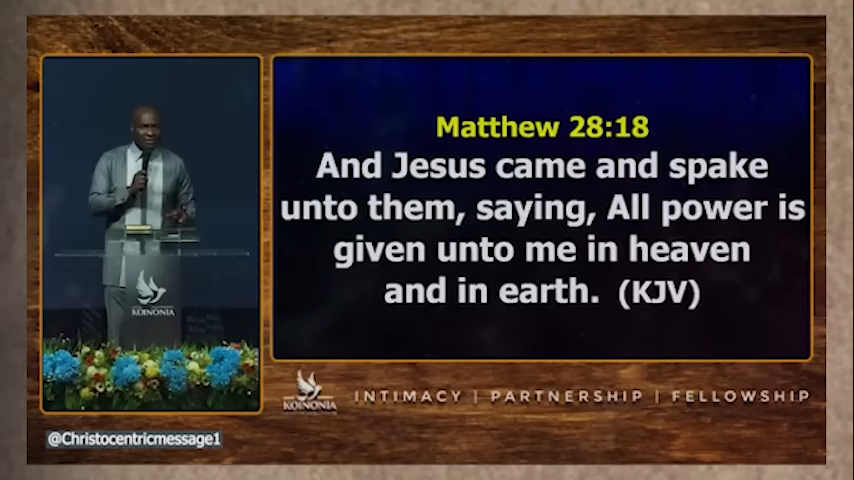 Matthew 28:18
And Jesus came and spake
unto them, saying, All power is
given unto me in heaven
and in earth. (KJV)
KOINONIA
KOINONIA
INTIMACY | PARTNERSHIP | FELLOWSHIP
@Christocentricmessage1